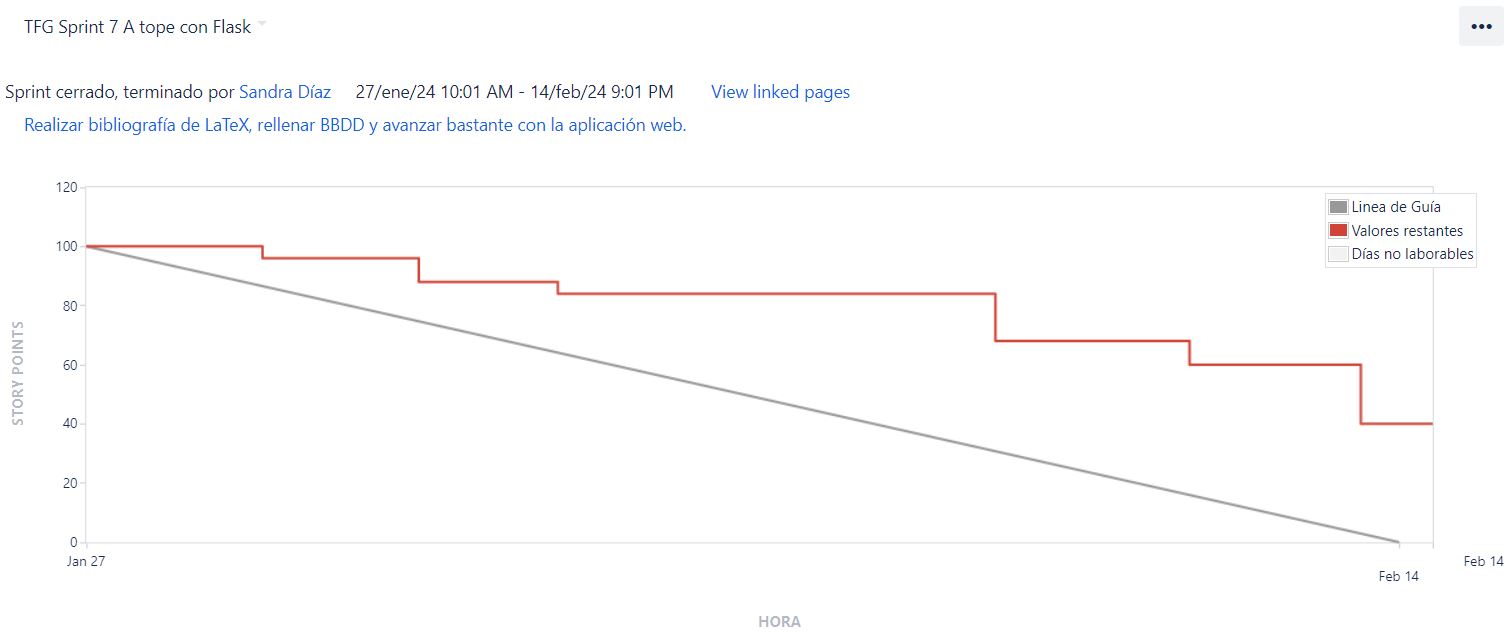 TFG Sprint 7 A tope con Flask
•••
Sprint cerrado, terminado por Sandra Díaz 27/ene/24 10:01 AM - 14/feb/24 9:01 PM View linked pages
Realizar bibliografía de LaTeX, rellenar BBDD y avanzar bastante con la aplicación web.
Linea de Guía
Valores restantes
Días no laborables
STORY POINTS
120
100
80
60
40
20
0
Jan 27
Feb 14
Feb 14
HORA